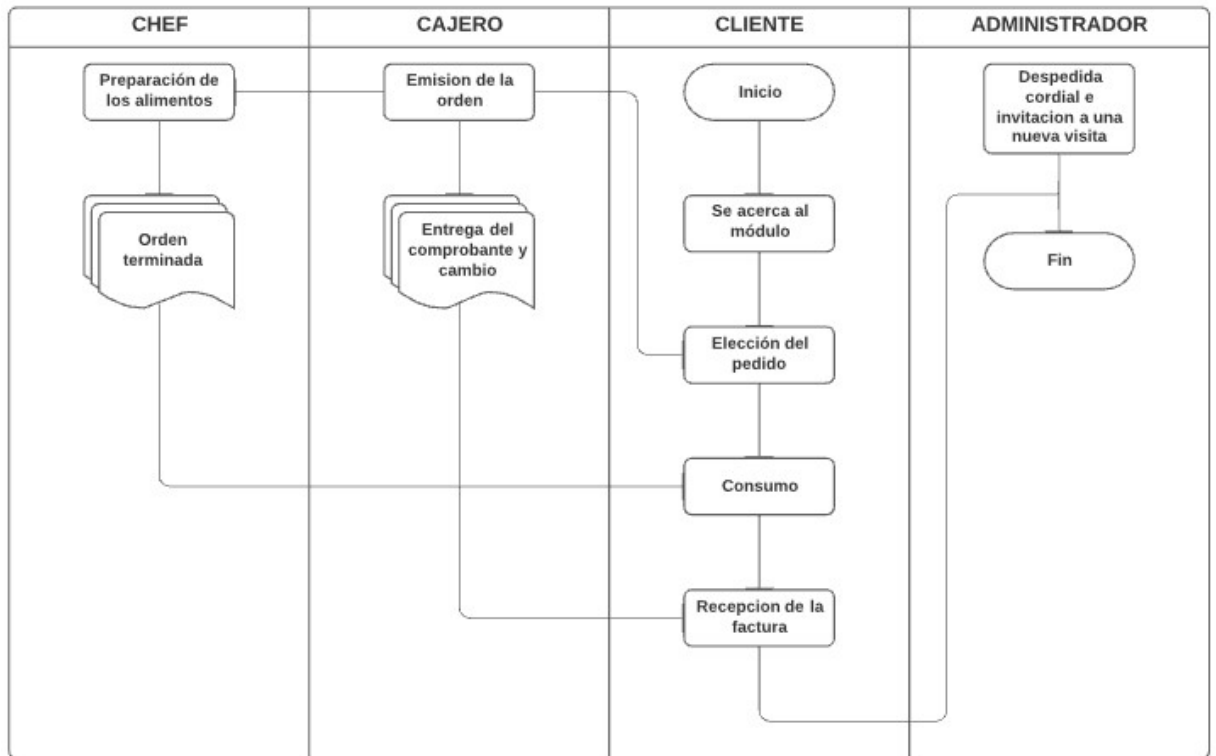 CHEF
CAJERO
CLIENTE
ADMINISTRADOR
Preparación de
los alimentos
Emision de la
orden
Inicio
Despedida
cordial e
invitacion a una
nueva visita
Orden
terminada
Entrega del
comprobante y
cambio
Se acerca al
módulo
Fin
Elección del
pedido
Consumo
Recepcion de la
factura